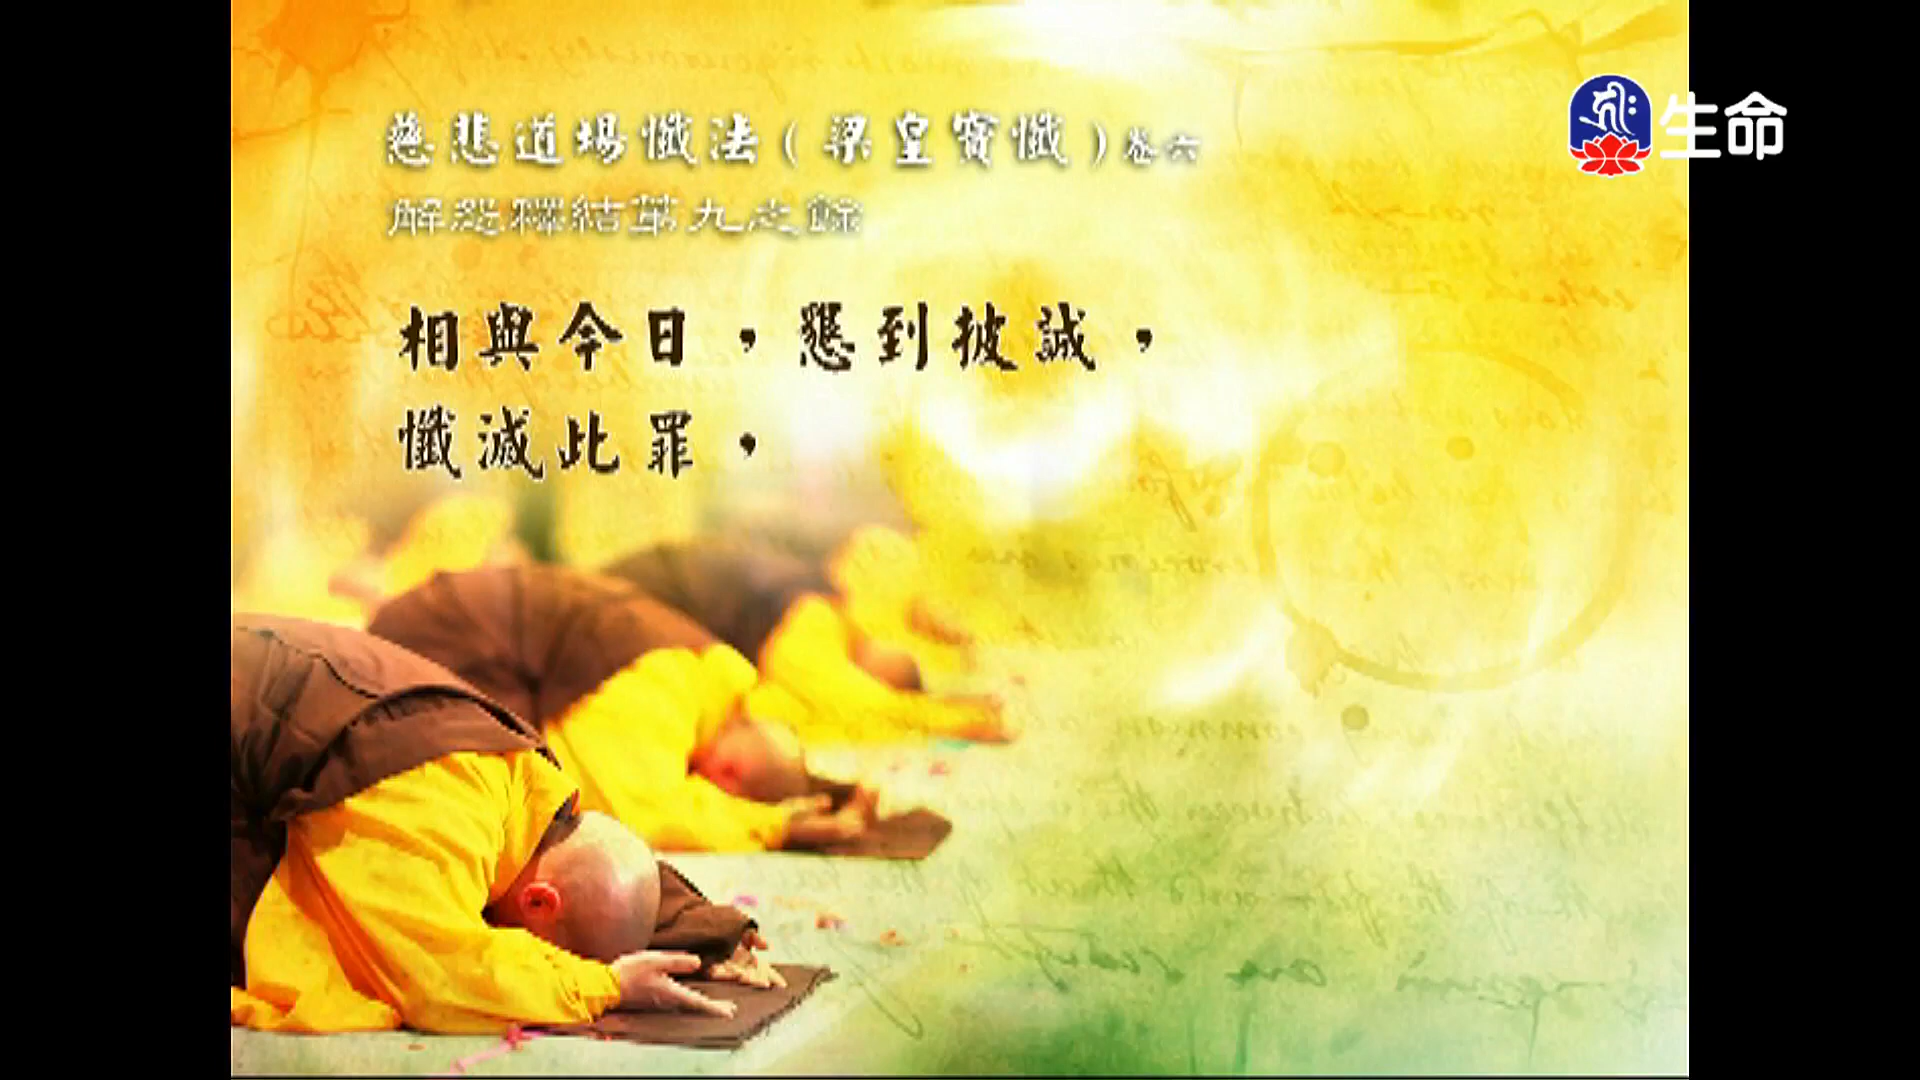 慈悲道場懺法(梁皇寶懺)卷六
解怨釋結第九之餘
相與今日，懇到披誠，
懺滅此罪，
生命